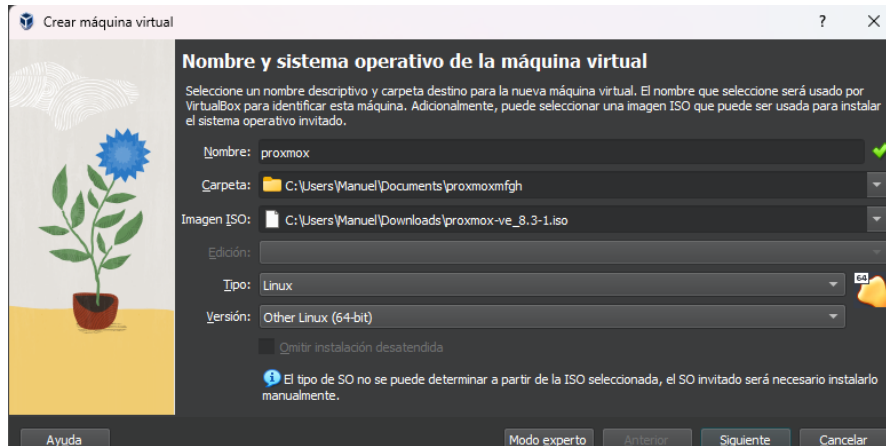 Crear máquina virtual
?
Nombre y sistema operativo de la máquina virtual
Seleccione un nombre descriptivo y carpeta destino para la nueva máquina virtual. El nombre que seleccione será usado por
VirtualBox para identificar esta máquina. Adicionalmente, puede seleccionar una imagen ISO que puede ser usada para instalar
el sistema operativo invitado.
Nombre: proxmox
Carpeta: C:\Users\Manuel\Documents\proxmoxmfgh
Imagen ISO: C:\Users\Manuel\Downloads\proxmox-ve_8.3-1.iso
Edición:
Tipo: Linux
64
Versión: Other Linux (64-bit)
Omitir instalación desatendida
El tipo de SO no se puede determinar a partir de la ISO seleccionada, el SO invitado será necesario instalarlo
manualmente.
Ayuda Modo experto Anterior Siguiente Cancelar